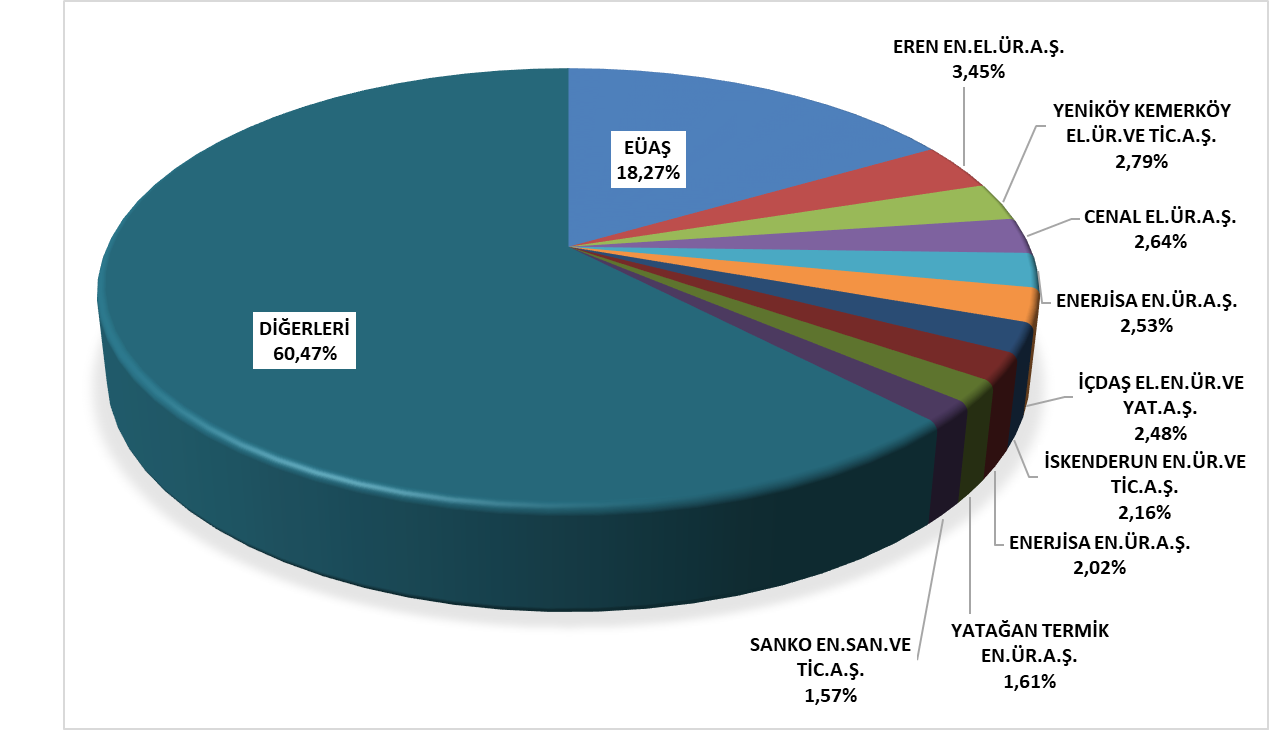 EREN EN.EL.ÜR.A.Ş.
3,45%
YENİKÖY KEMERKÖY
EL.ÜR.VE TİC.A.Ş.
2,79%
EÜAŞ
18,27%
CENAL EL.ÜR.A.Ş.
2,64%
ENERJİSA EN.ÜR.A.Ş.
2,53%
DİĞERLERİ
60,47%
İÇDAŞ EL.EN.ÜR.VE
YAT.A.Ş.
2,48%
İSKENDERUN EN.ÜR.VE
TİC.A.Ş.
2,16%
ENERJİSA EN.ÜR.A.Ş.
2,02%
YATAĞAN TERMİK
EN.ÜR.A.Ş.
1,61%
SANKO EN.SAN.VE
TİC.A.Ş.
1,57%